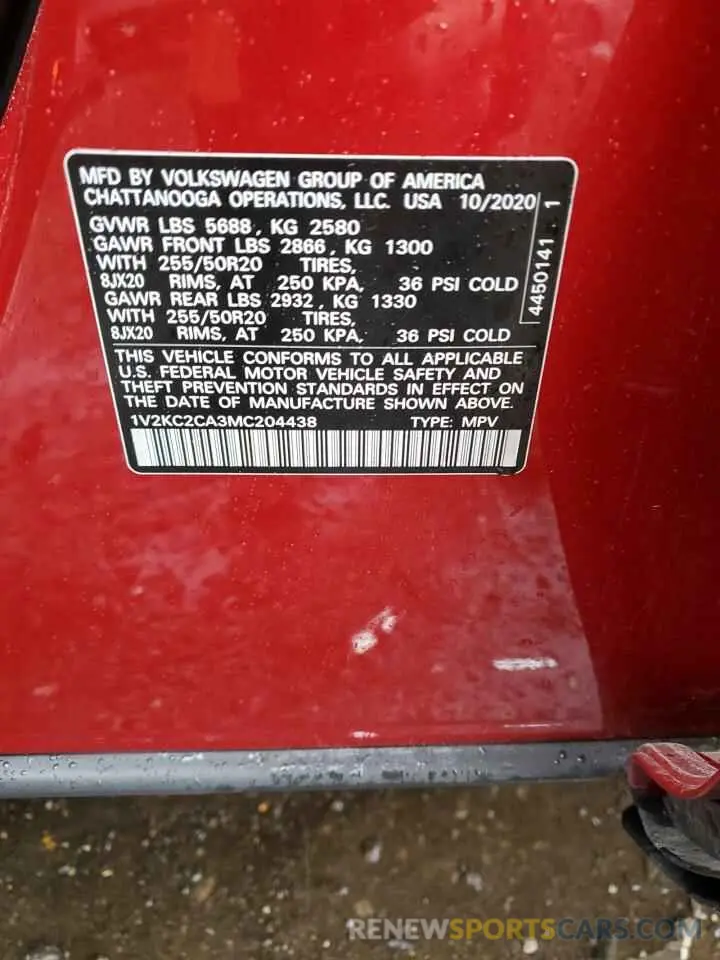 MFD BY VOLKSWAGEN GROUP OF AMERICA
CHATTANOOGA OPERATIONS, LLC. USA 10/2020
GVWR LBS 5688, KG 2580
GAWR FRONT LBS 2866, KG 1300
WITH 255/50R20 TIRES,
8JX20 RIMS, AT 250 KPA, 36 PSI COLD
GAWR REAR LBS 2932, KG 1330
WITH 255/50R20 TIRES,
8JX20 RIMS, AT 250 KPA, 36 PSI COLD
4450141 1
THIS VEHICLE CONFORMS TO ALL APPLICABLE
U.S. FEDERAL MOTOR VEHICLE SAFETY AND
THEFT PREVENTION STANDARDS IN EFFECT ON
THE DATE OF MANUFACTURE SHOWN ABOVE.
1V2KC2CA3MC204438 TYPE: MPV
RENEWSPORTSCARS.COM